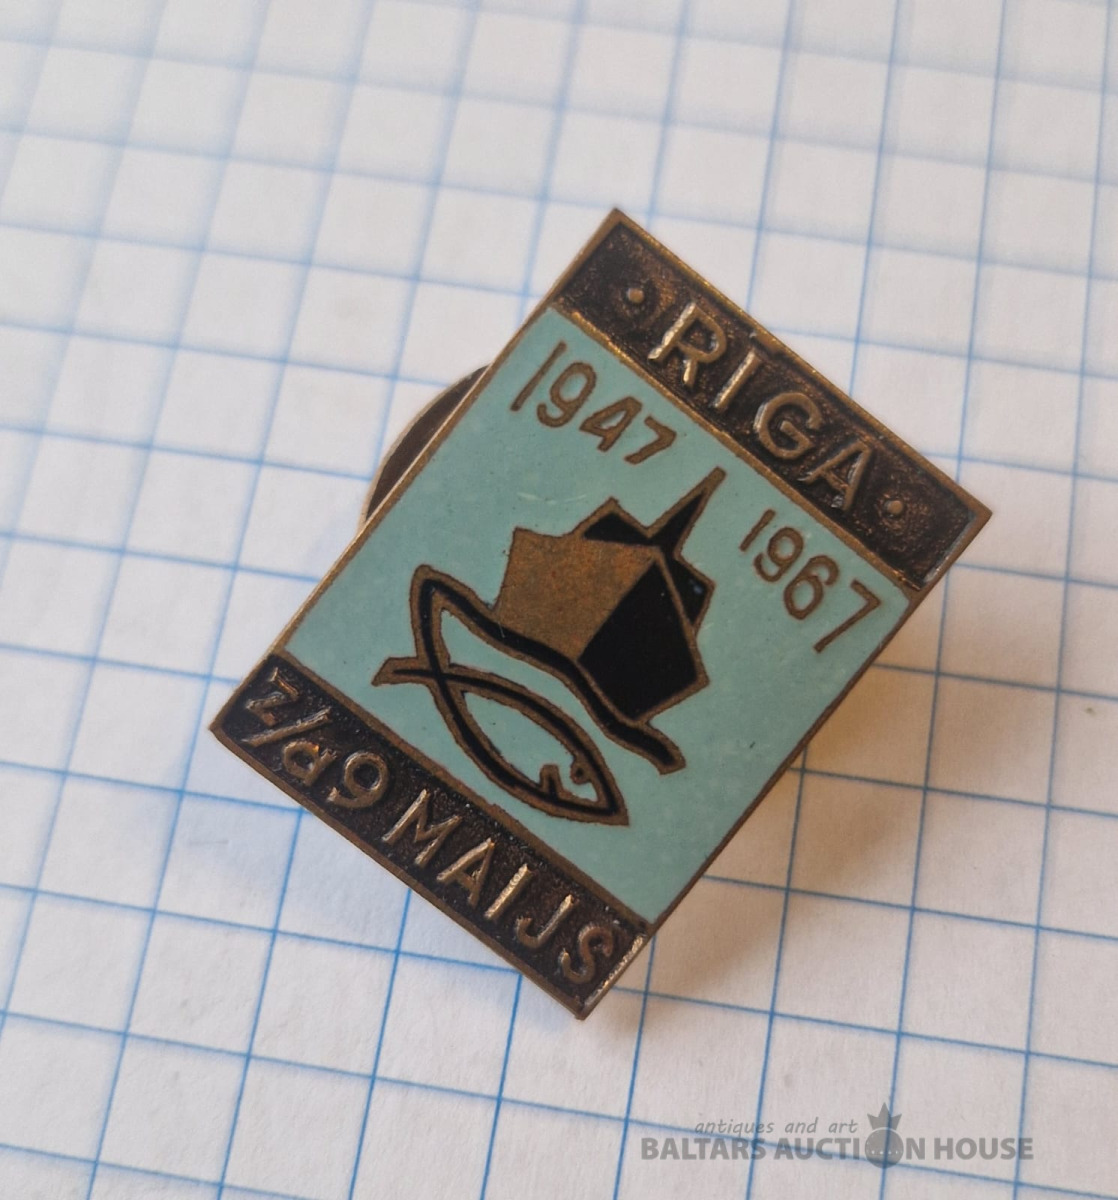 · RIGA ·
1947
1967
z/a 9 MAIJS
antiques and art
BALTARS AUCTION HOUSE